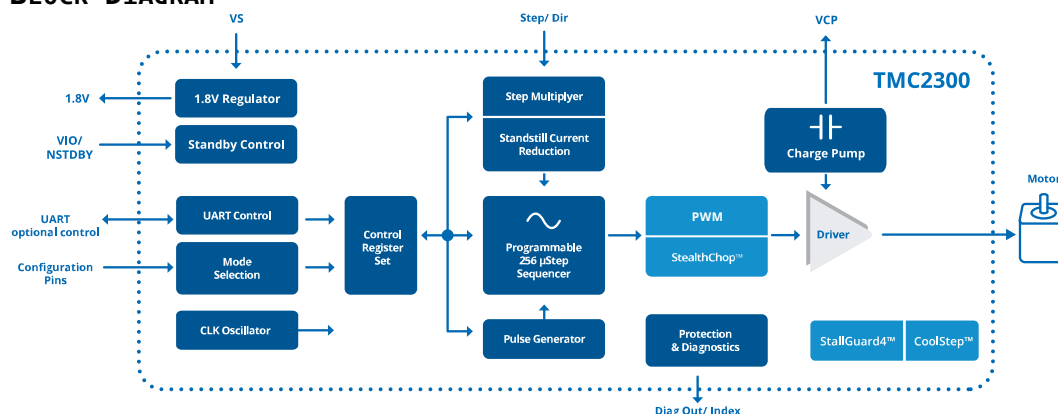 BLOCK DIAGRAM
VS
Step/ Dir
VCP
TMC2300
1.8V
1.8V Regulator
VIO/
NSTDBY
Standby Control
Step Multiplyer
Standstill Current
Reduction
Charge Pump
Motor
UART
optional control
UART Control
Configuration
Pins
Mode
Selection
CLK Oscillator
Control
Register
Set
Programmable
256 µStep
Sequencer
Pulse Generator
PWM
StealthChop™
Driver
Protection
& Diagnostics
StallGuard4™
CoolStep™
Diag Out/ Index